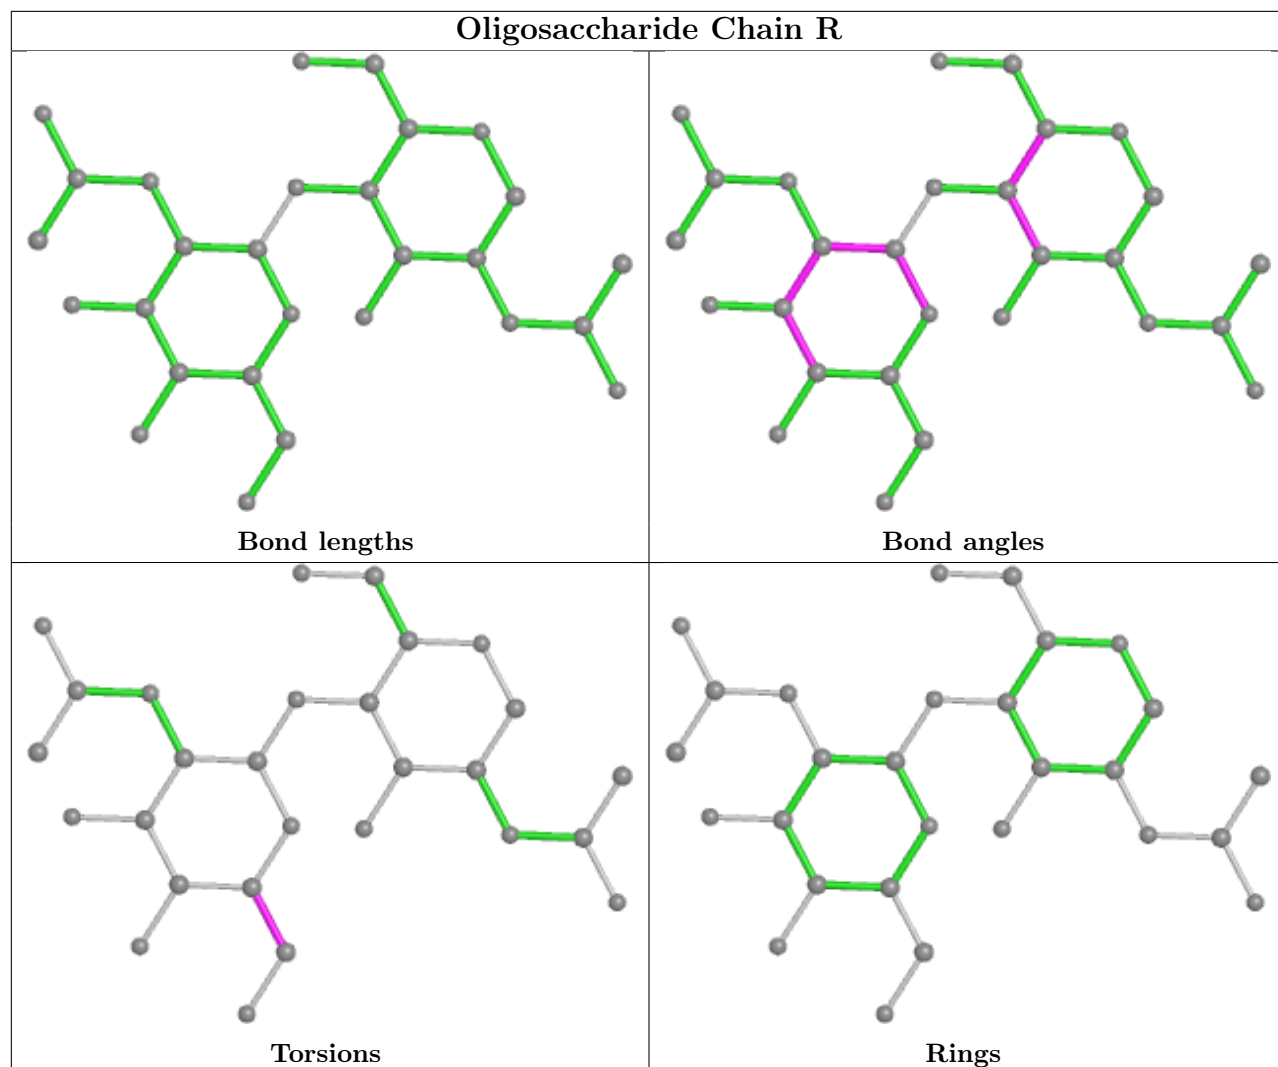 Oligosaccharide Chain R
Bond lengths
Bond angles
Torsions
Rings